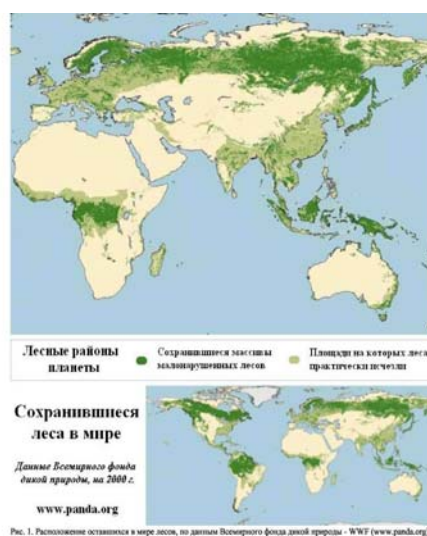 Лесные районы
планеты
Сохранившиеся массивы
малонарушенных лесов
Площади на которых леса
практически исчезли
Сохранившиеся
леса в мире
Данные Всемирного фонда
дикой природы, на 2000 г.
www.panda.org
Рис. 1. Расположение оставшихся в мире лесов, по данным Всемирного фонда дикой природы - WWF (www.panda.org)